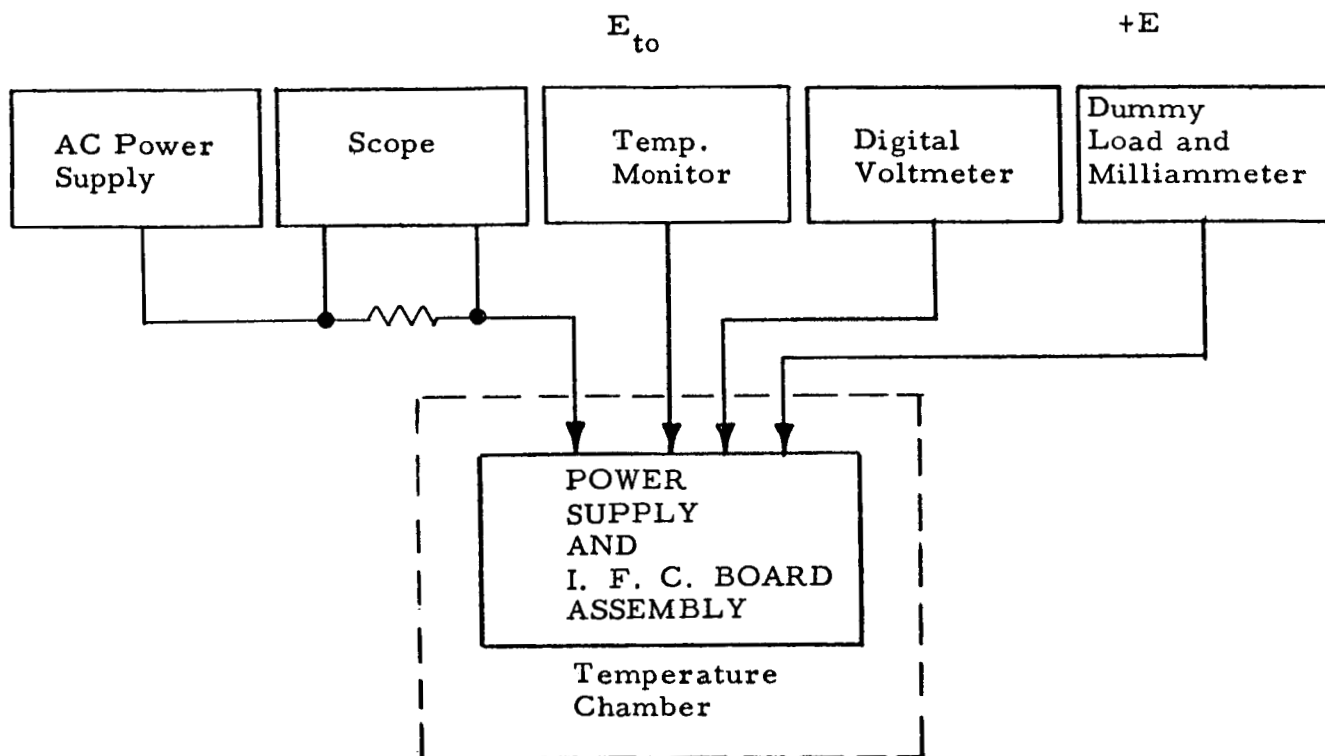 E_to
+E
AC Power
Supply
Scope
Temp.
Monitor
Digital
Voltmeter
Dummy
Load and
Milliammeter
POWER
SUPPLY
AND
I. F. C. BOARD
ASSEMBLY
Temperature
Chamber